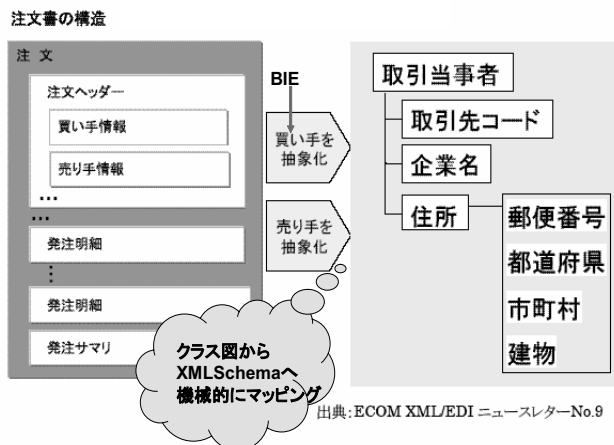 注文書の構造
注 文
注文ヘッダー
買い手情報
売り手情報
...
...
発注明細
⋮
発注明細
発注サマリ
BIE
買い手を
抽象化
売り手を
抽象化
クラス図から
XMLSchemaへ
機械的にマッピング
取引当事者
取引先コード
企業名
住所
郵便番号
都道府県
市町村
建物
出典:ECOM XML/EDI ニュースレターNo.9